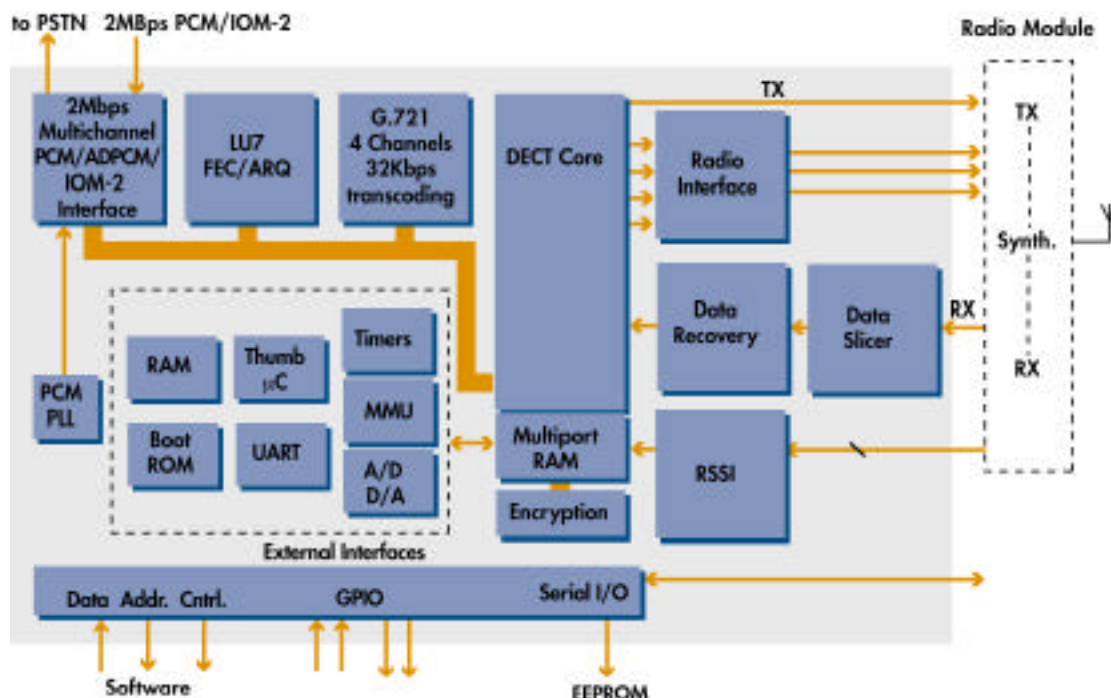 to PSTN 2MBps PCM/IOM-2
Radio Module
2Mbps
Multichannel
PCM/ADPCM/
IOM-2
Interface
LU7
FEC/ARQ
G.721
4 Channels
32Kbps
transcoding
DECT Core
TX
Radio
Interface
TX
Synth.
RX
Data
Recovery
Data
Slicer
RX
PCM
PLL
RAM
Thumb
µC
Timers
MMU
Boot
ROM
UART
A/D
D/A
Multiport
RAM
Encryption
RSSI
External Interfaces
Data Addr. Cntrl.
GPIO
Serial I/O
Software
EEPROM